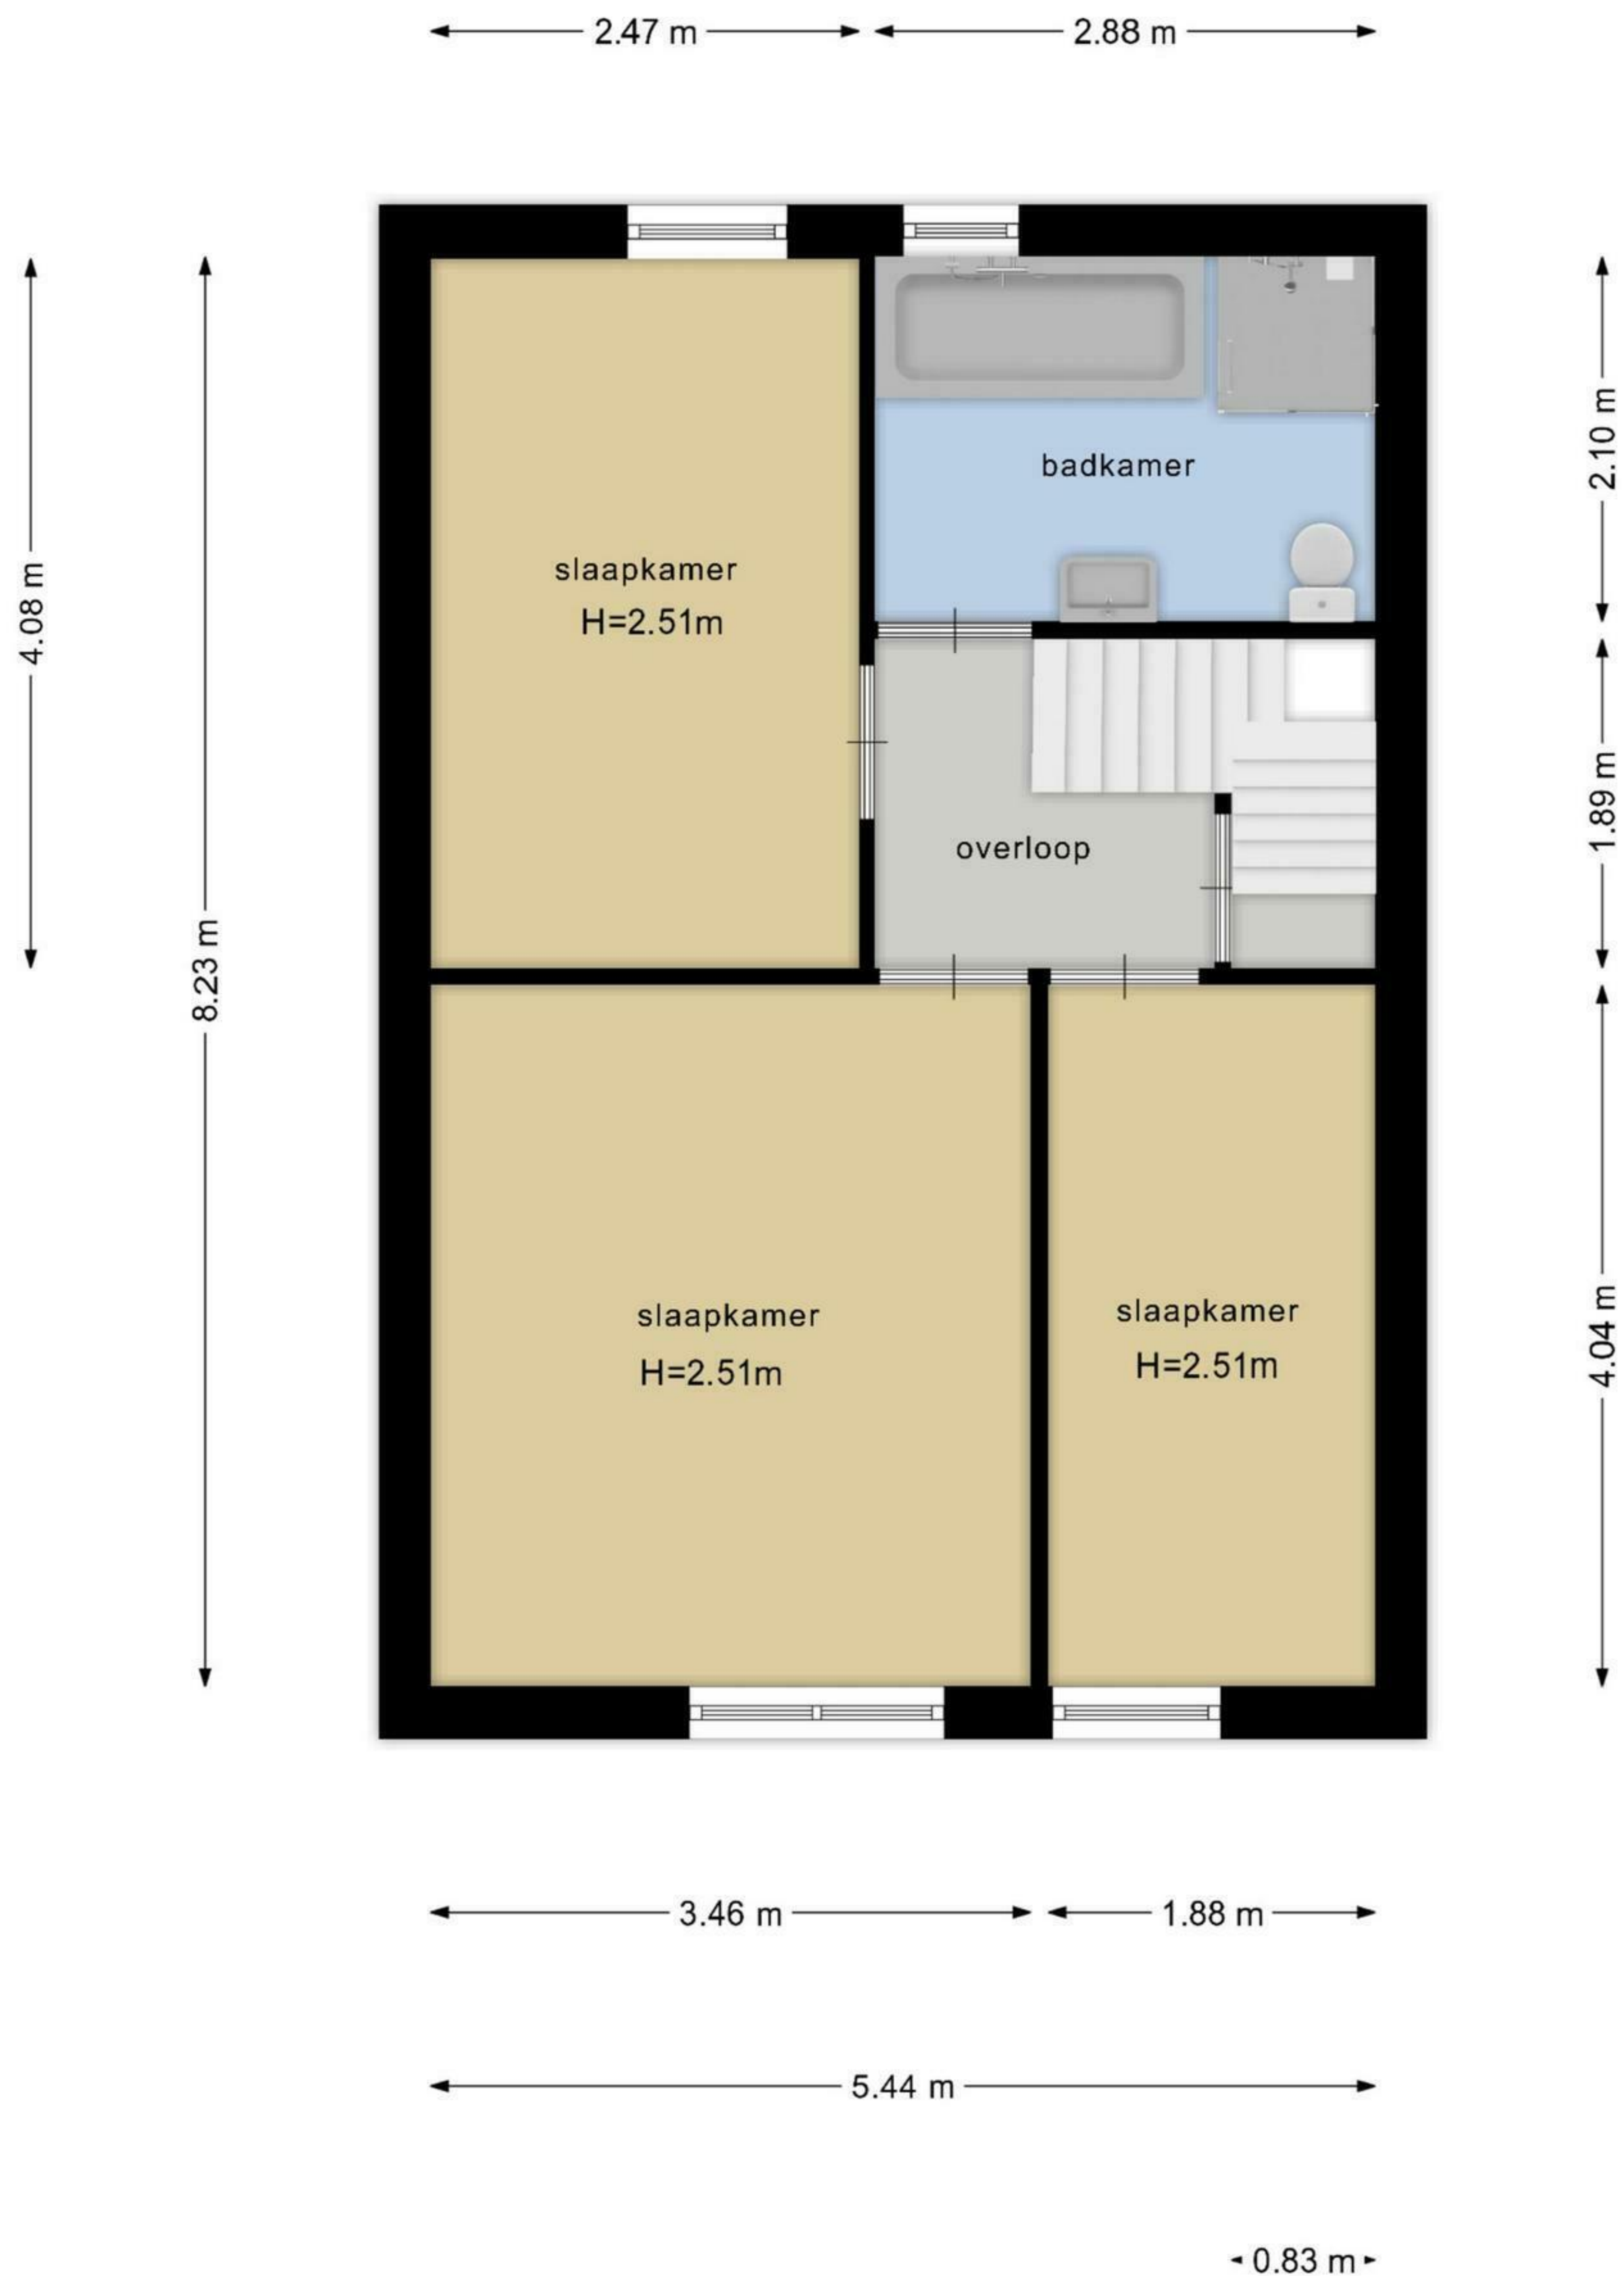 2.47 m
2.88 m
4.08 m
8.23 m
2.10 m
1.89 m
4.04 m
badkamer
slaapkamer
H=2.51m
overloop
slaapkamer
H=2.51m
slaapkamer
H=2.51m
3.46 m
1.88 m
5.44 m
0.83 m